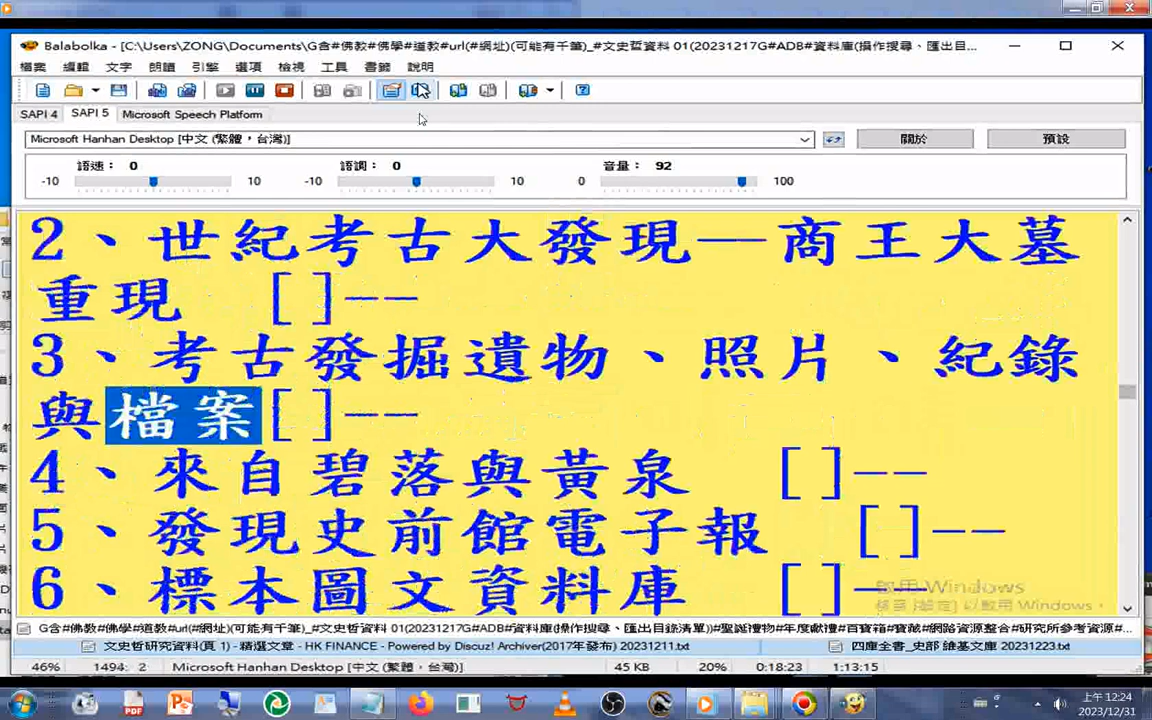 Balabolka - [C:\Users\ZONG\Documents\G含#佛教#佛學#道教#url(#網址)(可能有千筆)_#文史哲資料 01(20231217G#ADB#資料庫(操作搜尋、匯出目...
檔案 編輯 文字 朗讀 引擎 選項 檢視 工具 書籤 說明
SAPI 4 SAPI 5 Microsoft Speech Platform
Microsoft Hanhan Desktop [中文 (繁體，台灣)] 關於 預設
語速： 0 語調： 0 音量： 92
-10 10 -10 10 0 100
2、世紀考古大發現—商王大墓
重現 [ ]--
3、考古發掘遺物、照片、紀錄
與檔案[ ]--
4、來自碧落與黃泉 [ ]--
5、發現史前館電子報 [ ]--
6、標本圖文資料庫 [ ]--
啟用 Windows
移至 [設定] 以啟用 Windows。
G含#佛教#佛學#道教#url(#網址)(可能有千筆)_#文史哲資料 01(20231217G#ADB#資料庫(操作搜尋、匯出目錄清單))#聖誕禮物#年度獻禮#百寶箱#寶藏#網路資源整合#研究所參考資源#...
文史哲研究資料(頁 1) - 精選文章 - HK FINANCE - Powered by Discuz! Archiver(2017年發布) 20231211.txt 四庫全書_史部 維基文庫 20231223.txt
46% 1494: 2 Microsoft Hanhan Desktop [中文 (繁體，台灣)] 45 KB 20% 0:18:23 1:13:15
上午 12:24
2023/12/31